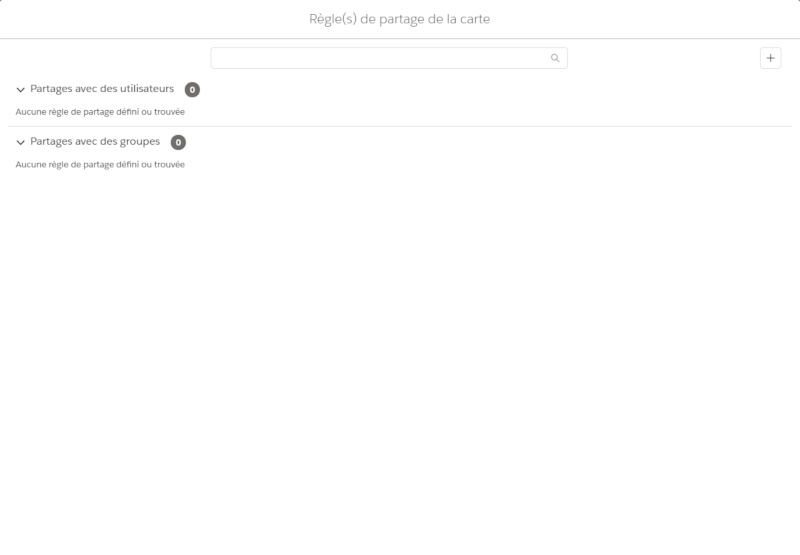 Règle(s) de partage de la carte
Partages avec des utilisateurs 0
Aucune règle de partage défini ou trouvée
Partages avec des groupes 0
Aucune règle de partage défini ou trouvée